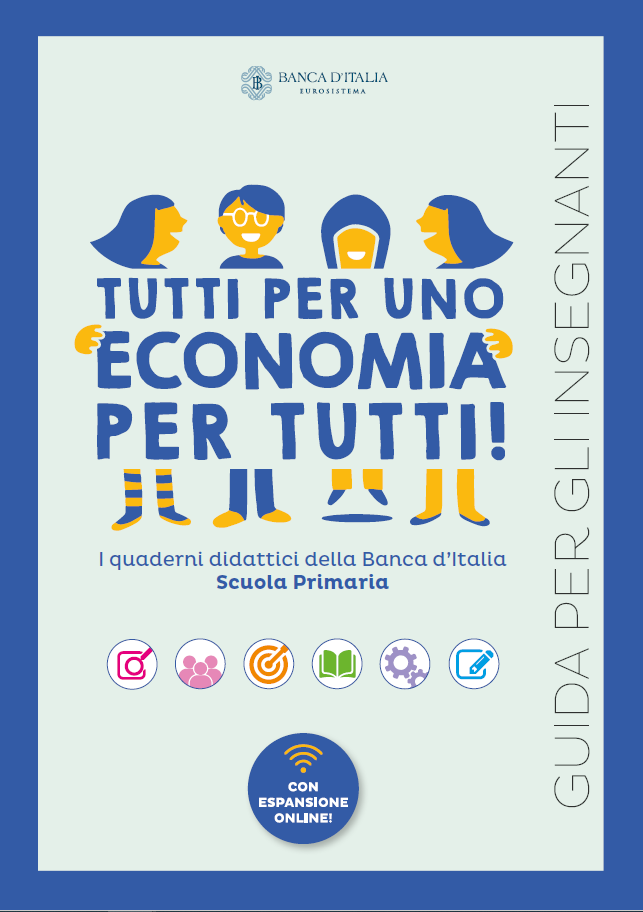 BANCA D'ITALIA
EUROSISTEMA
TUTTI PER UNO
ECONOMIA
PER TUTTI!
I quaderni didattici della Banca d'Italia
Scuola Primaria
CON
ESPANSIONE
ONLINE!
GUIDA PER GLI INSEGNANTI